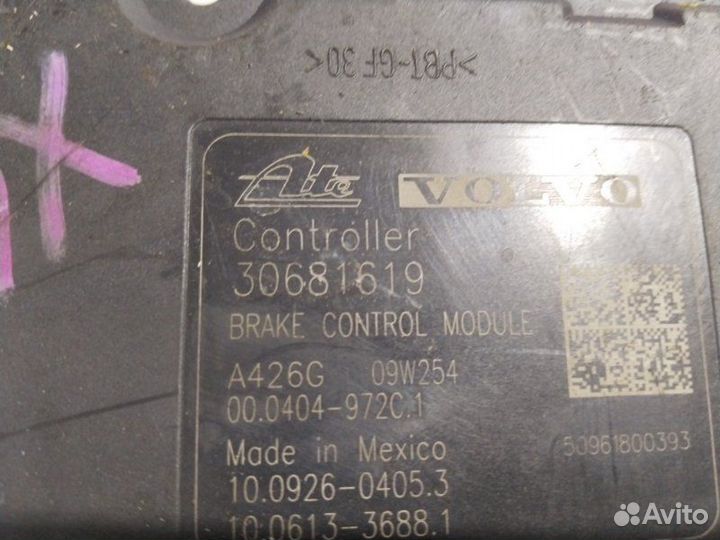 >PBT-GF30<
Ate VOLVO
Controller
30681619
BRAKE CONTROL MODULE
A426G 09W254
00.0404-972C.1
Made in Mexico 50961800393
10.0926-0405.3
10.0613-3688.1
Avito